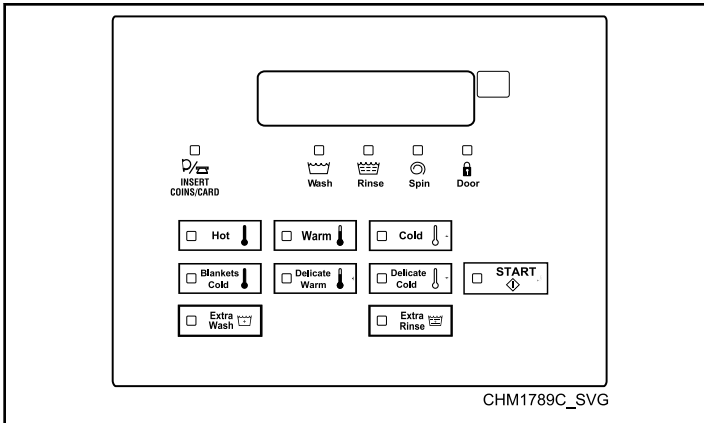 INSERT
COINS/CARD
Wash
Rinse
Spin
Door
Hot
Warm
Cold
Blankets
Cold
Delicate
Warm
Delicate
Cold
START
Extra
Wash
Extra
Rinse
CHM1789C_SVG